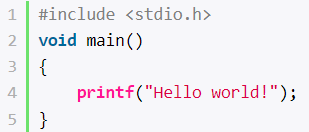 1 #include <stdio.h>
2 void main()
3 {
4     printf("Hello world!");
5 }